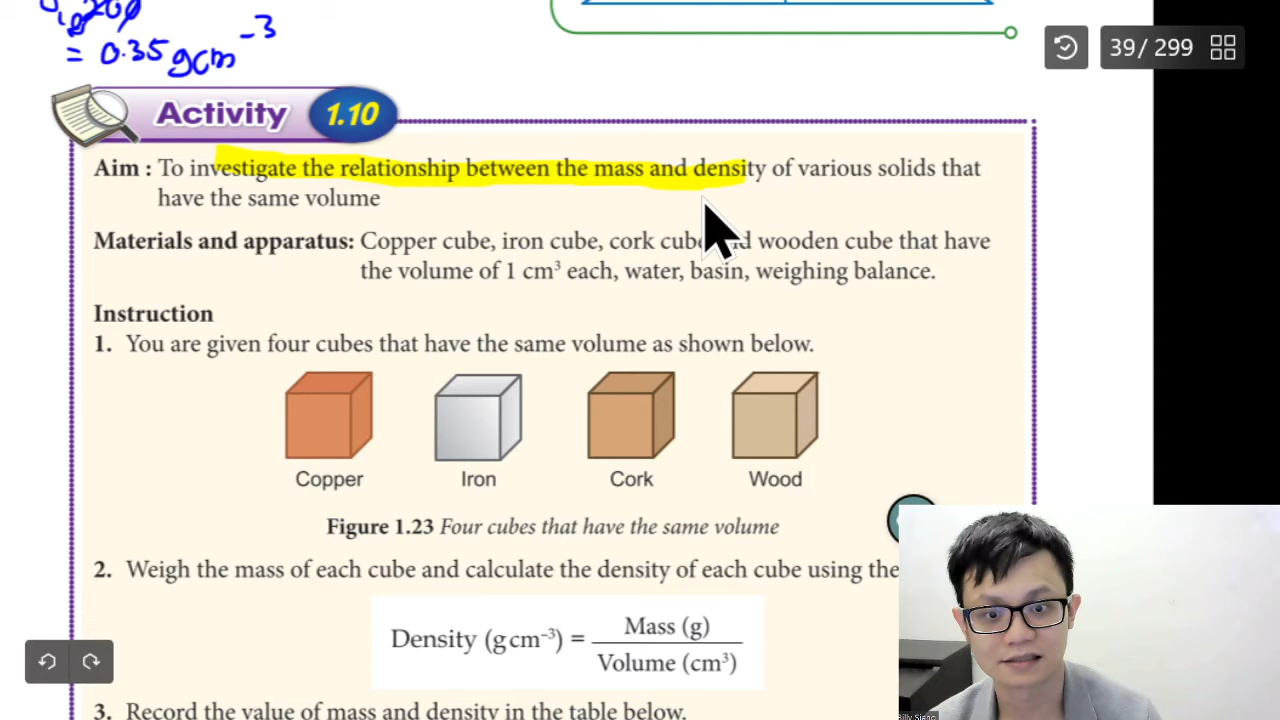 = 0.35 gcm⁻³
39 / 299
Activity 1.10
Aim : To investigate the relationship between the mass and density of various solids that
have the same volume
Materials and apparatus: Copper cube, iron cube, cork cube wooden cube that have
the volume of 1 cm³ each, water, basin, weighing balance.
Instruction
1. You are given four cubes that have the same volume as shown below.
Copper Iron Cork Wood
Figure 1.23 Four cubes that have the same volume
2. Weigh the mass of each cube and calculate the density of each cube using the
Density (g cm⁻³) = Mass (g)
Volume (cm³)
3. Record the value of mass and density in the table below.